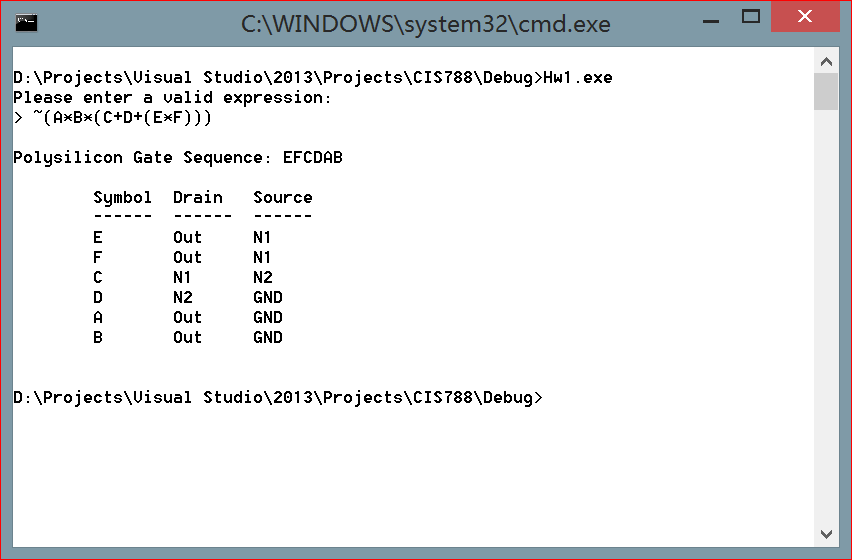 C:\WINDOWS\system32\cmd.exe
D:\Projects\Visual Studio\2013\Projects\CIS788\Debug>Hw1.exe
Please enter a valid expression:
> ~(A*B*(C+D+(E*F)))
Polysilicon Gate Sequence: EFCDAB
Symbol Drain Source
------ ------ ------
E Out N1
F Out N1
C N1 N2
D N2 GND
A Out GND
B Out GND
D:\Projects\Visual Studio\2013\Projects\CIS788\Debug>